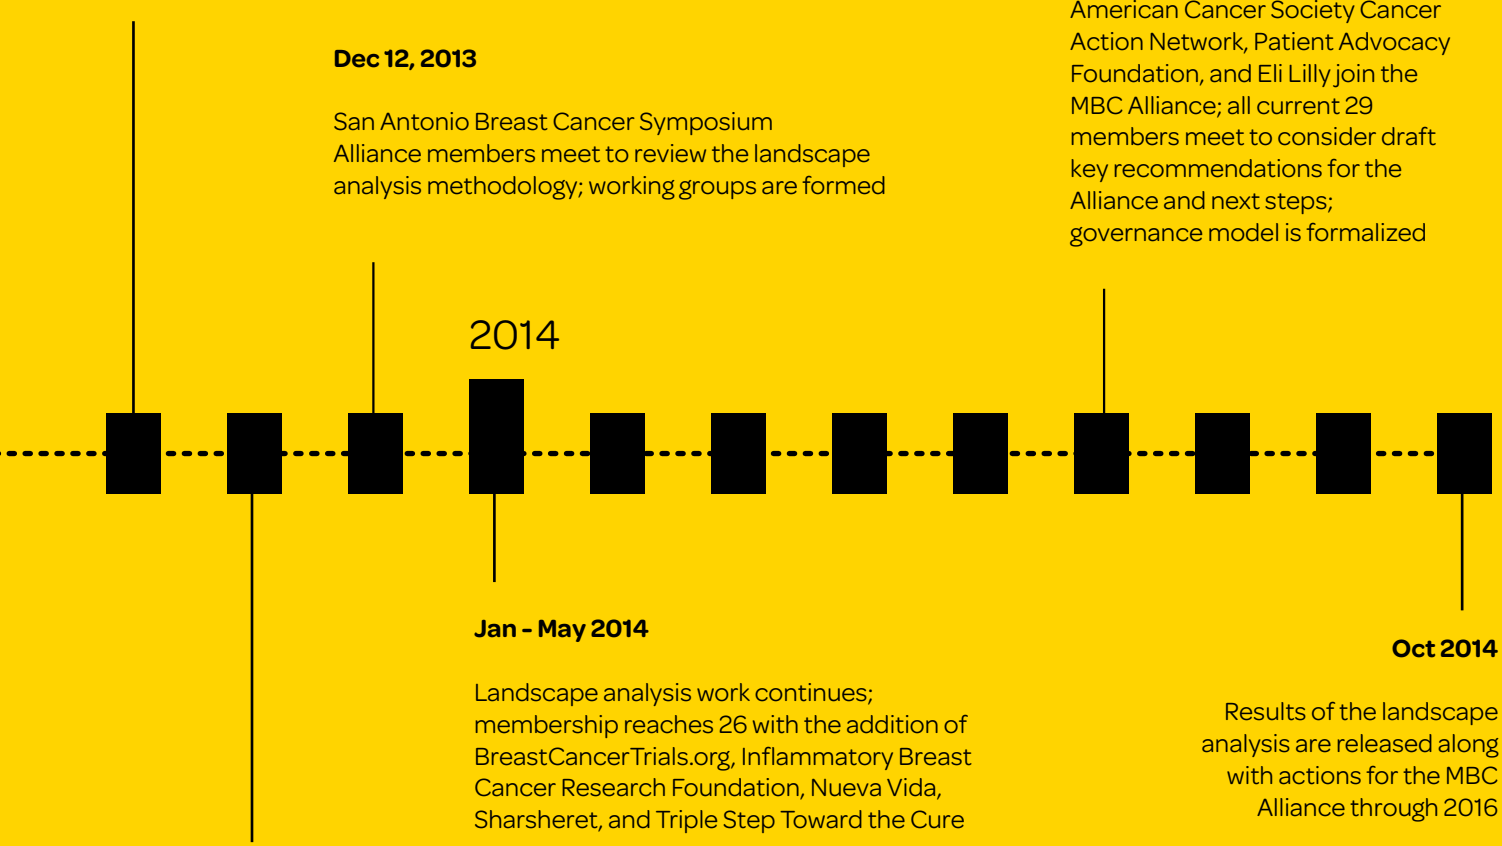 Dec 12, 2013
San Antonio Breast Cancer Symposium
Alliance members meet to review the landscape
analysis methodology; working groups are formed
American Cancer Society Cancer
Action Network, Patient Advocacy
Foundation, and Eli Lilly join the
MBC Alliance; all current 29
members meet to consider draft
key recommendations for the
Alliance and next steps;
governance model is formalized
2014
Jan - May 2014
Landscape analysis work continues;
membership reaches 26 with the addition of
BreastCancerTrials.org, Inflammatory Breast
Cancer Research Foundation, Nueva Vida,
Sharsheret, and Triple Step Toward the Cure
Oct 2014
Results of the landscape
analysis are released along
with actions for the MBC
Alliance through 2016